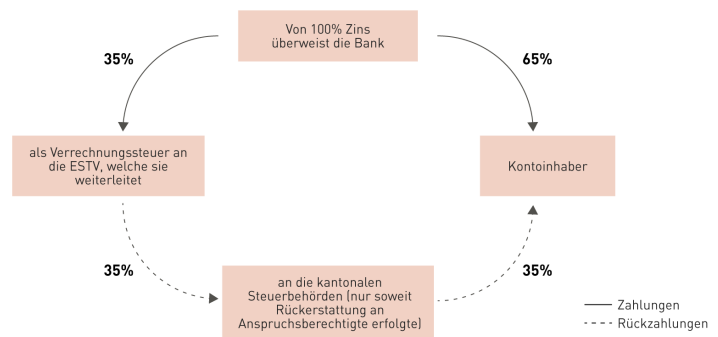 Von 100% Zins
überweist die Bank
35%
65%
als Verrechnungssteuer an
die ESTV, welche sie
weiterleitet
Kontoinhaber
35%
35%
an die kantonalen
Steuerbehörden (nur soweit
Rückerstattung an
Anspruchsberechtigte erfolgte)
Zahlungen
Rückzahlungen